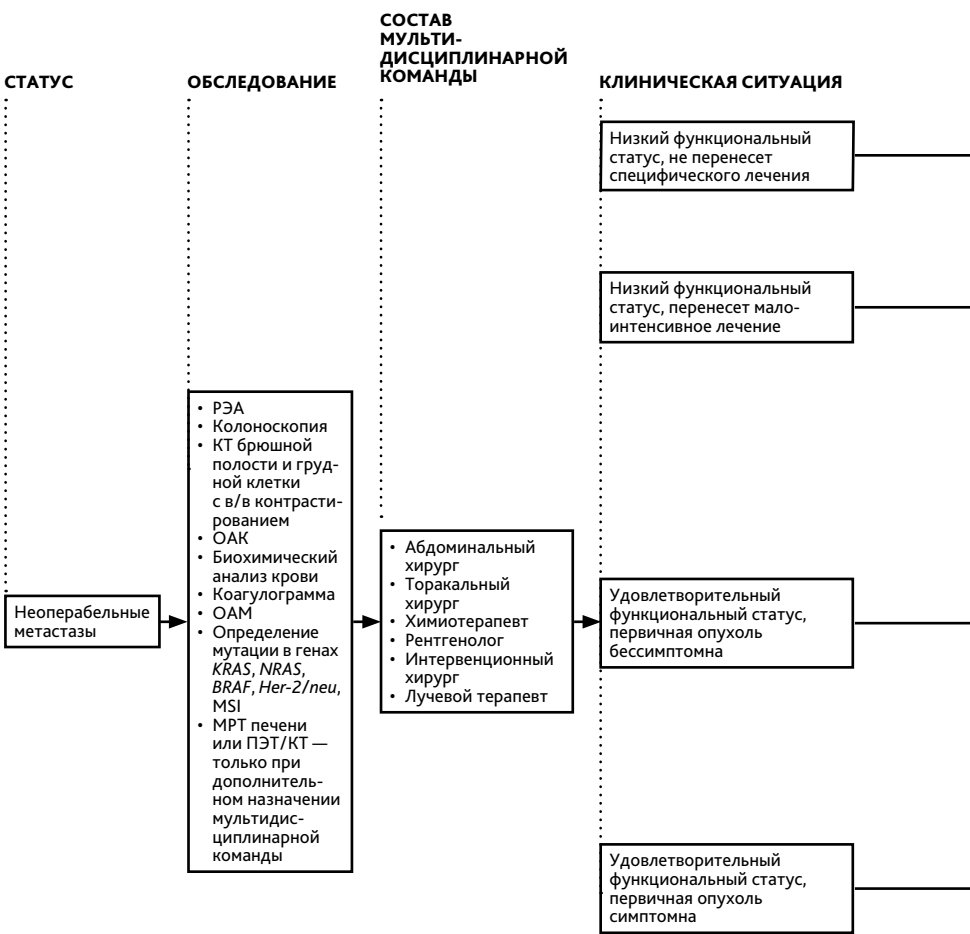 СТАТУС
ОБСЛЕДОВАНИЕ
СОСТАВ
МУЛЬТИ-
ДИСЦИПЛИНАРНОЙ
КОМАНДЫ
КЛИНИЧЕСКАЯ СИТУАЦИЯ
Неоперабельные
метастазы
• РЭА
• Колоноскопия
• КТ брюшной
полости и груд-
ной клетки
с в/в контрасти-
рованием
• ОАК
• Биохимический
анализ крови
• Коагулограмма
• ОАМ
• Определение
мутации в генах
KRAS, NRAS,
BRAF, Her-2/neu,
MSI
• МРТ печени
или ПЭТ/КТ —
только при
дополнитель-
ном назначении
мультидис-
циплинарной
команды
• Абдоминальный
хирург
• Торакальный
хирург
• Химиотерапевт
• Рентгенолог
• Интервенционный
хирург
• Лучевой терапевт
Низкий функциональный
статус, не перенесет
специфического лечения
Низкий функциональный
статус, перенесет мало-
интенсивное лечение
Удовлетворительный
функциональный статус,
первичная опухоль
бессимптомна
Удовлетворительный
функциональный статус,
первичная опухоль
симптомна